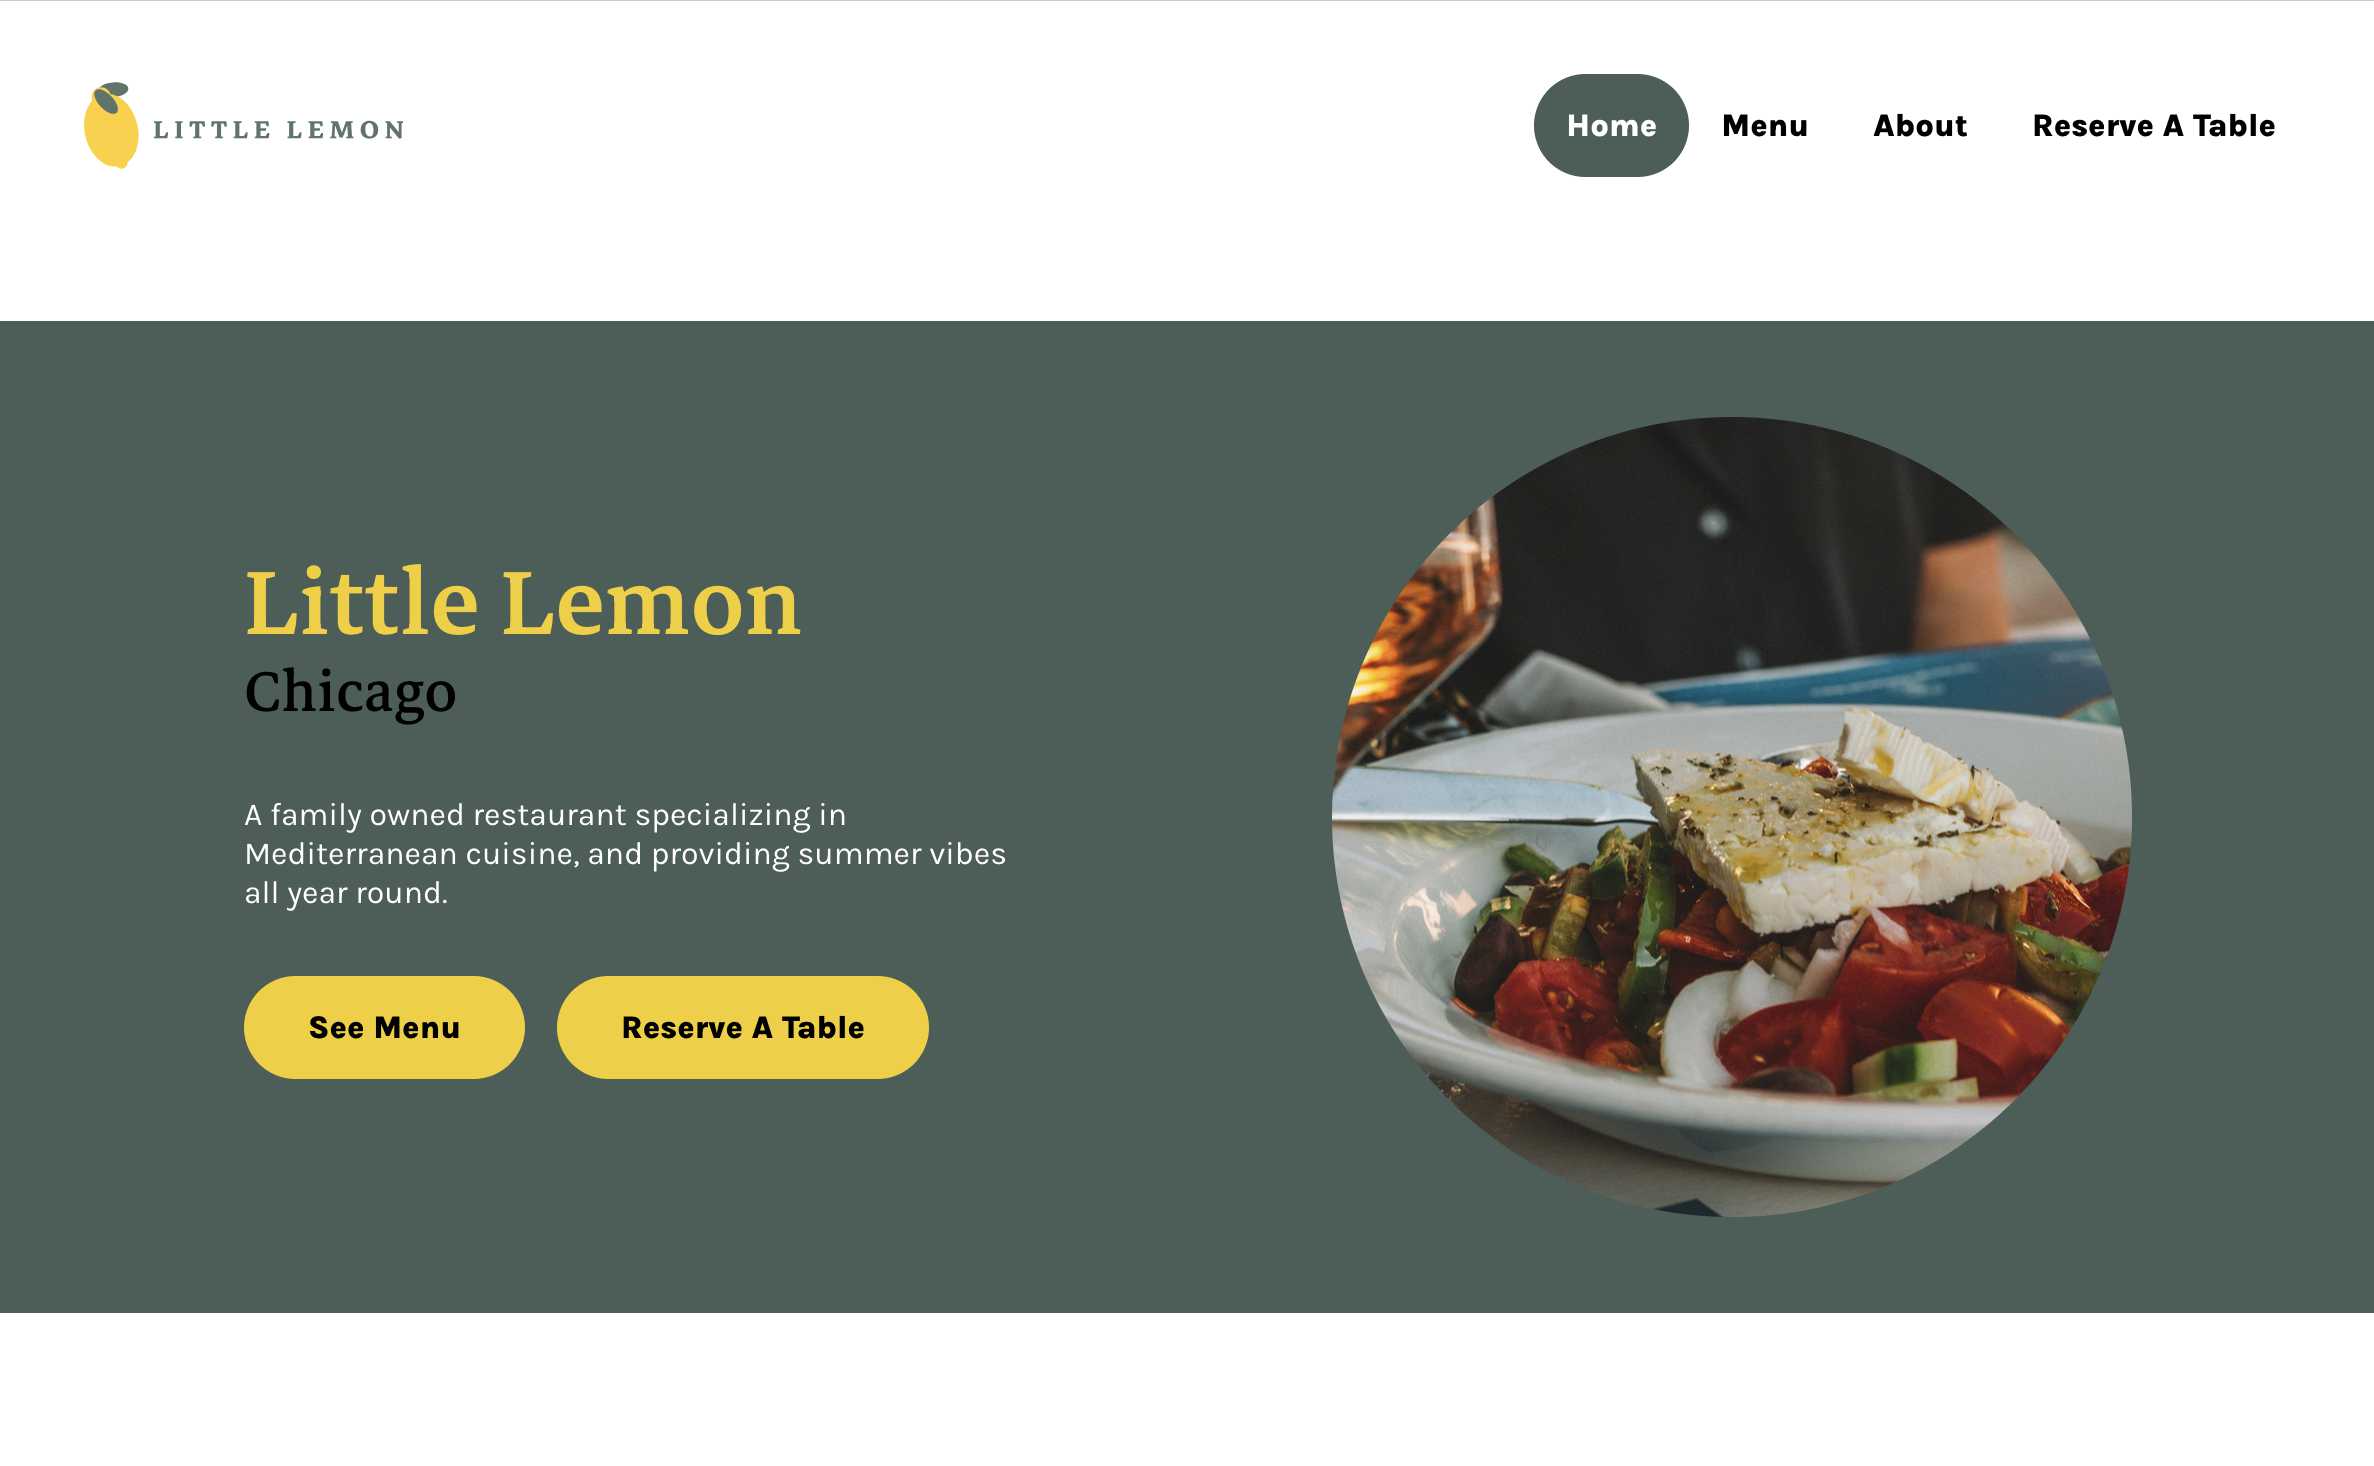 LITTLE LEMON
Home Menu About Reserve A Table
Little Lemon
Chicago
A family owned restaurant specializing in
Mediterranean cuisine, and providing summer vibes
all year round.
See Menu Reserve A Table